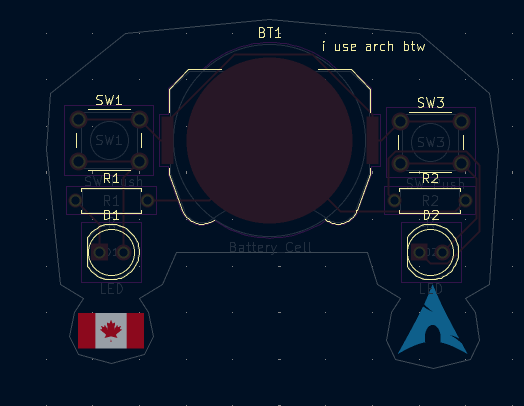 BT1
i use arch btw
SW1
SW3
SW1
SW3
R1
R2
R1
R2
D1
D2
Battery Cell
LED
LED